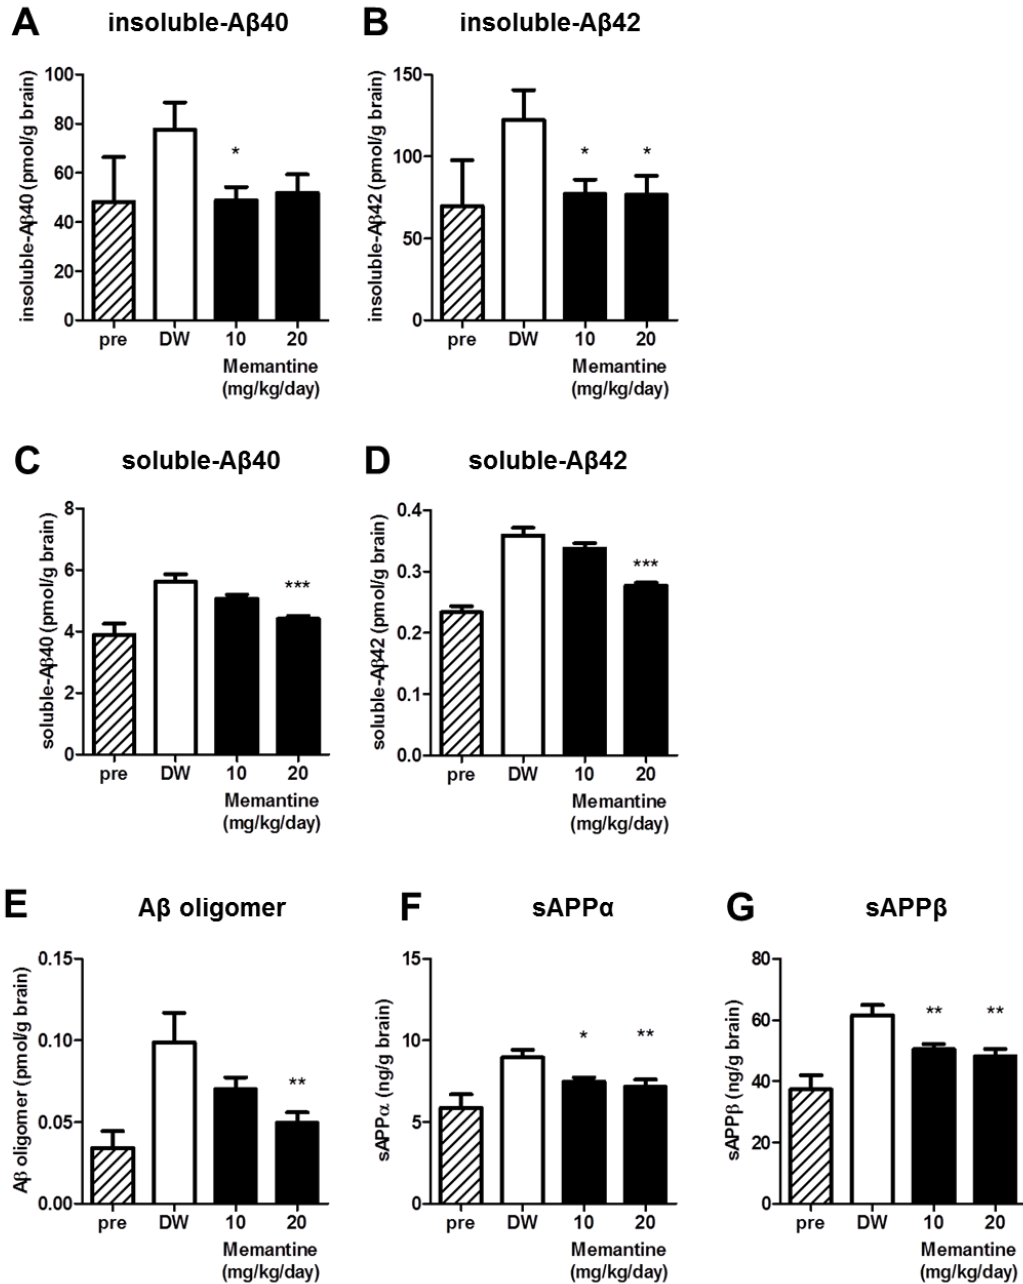 A insoluble-Aβ40
insoluble-Aβ40 (pmol/g brain)
100
80
60
40
20
0
*
pre DW 10 20
Memantine
(mg/kg/day)
B insoluble-Aβ42
insoluble-Aβ42 (pmol/g brain)
150
100
50
0
* *
pre DW 10 20
Memantine
(mg/kg/day)
C soluble-Aβ40
soluble-Aβ40 (pmol/g brain)
8
6
4
2
0
***
pre DW 10 20
Memantine
(mg/kg/day)
D soluble-Aβ42
soluble-Aβ42 (pmol/g brain)
0.4
0.3
0.2
0.1
0.0
***
pre DW 10 20
Memantine
(mg/kg/day)
E Aβ oligomer
Aβ oligomer (pmol/g brain)
0.15
0.10
0.05
0.00
**
pre DW 10 20
Memantine
(mg/kg/day)
F sAPPα
sAPPα (ng/g brain)
15
10
5
0
* **
pre DW 10 20
Memantine
(mg/kg/day)
G sAPPβ
sAPPβ (ng/g brain)
80
60
40
20
0
** **
pre DW 10 20
Memantine
(mg/kg/day)